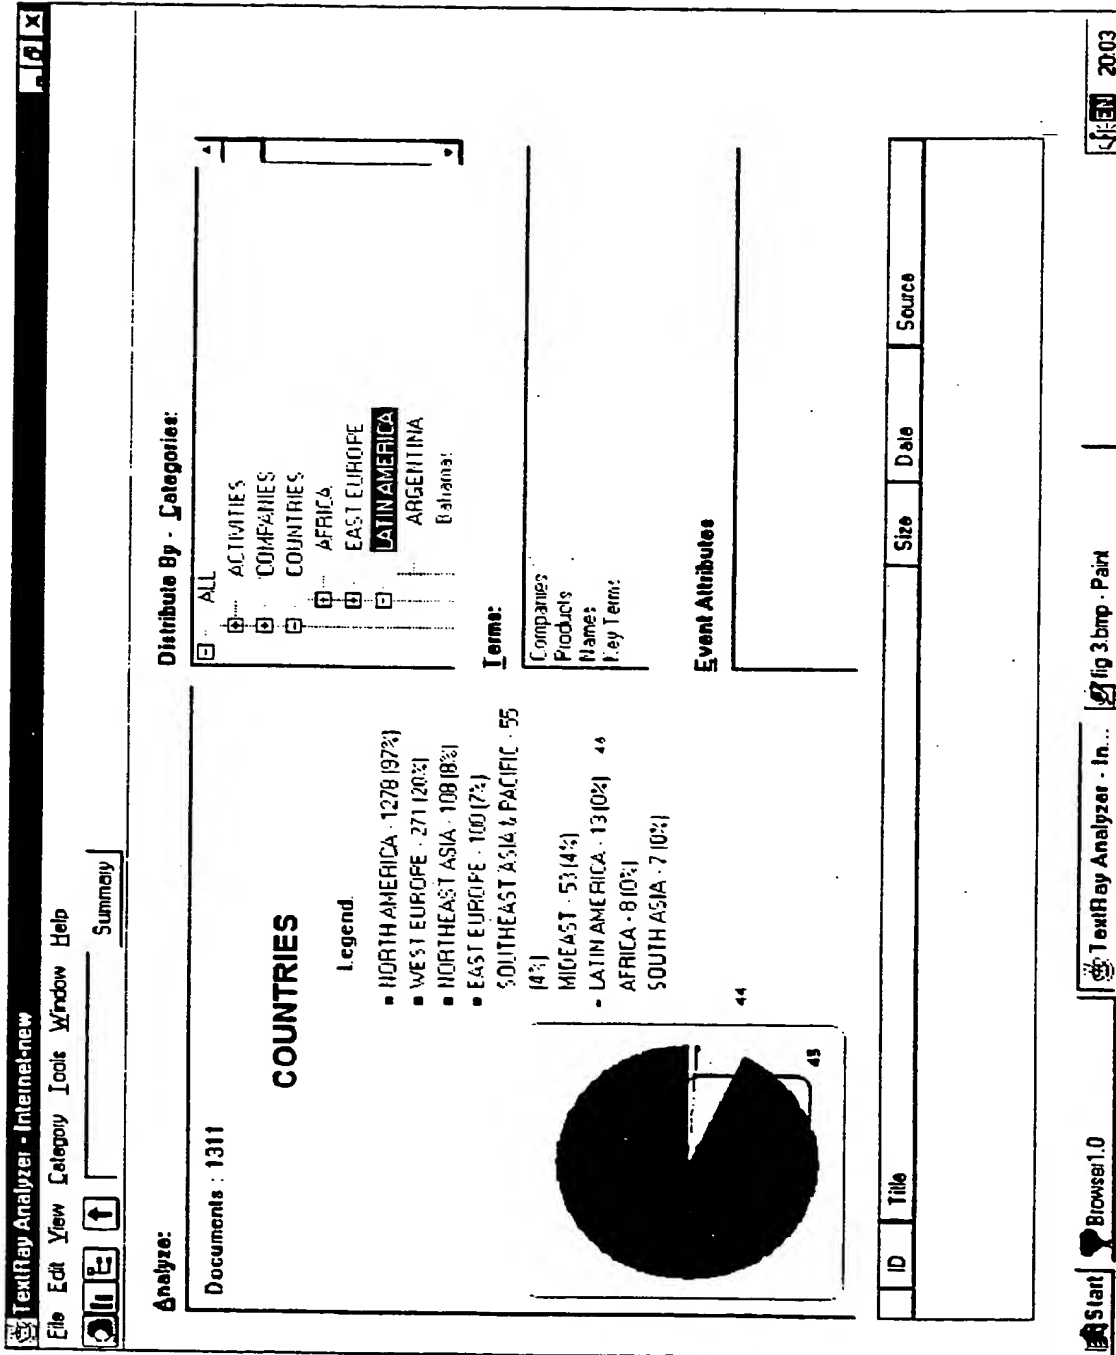 TextRay Analyzer - Internet-new
File Edit View Category Tools Window Help
Summary
Analyze:
Documents : 1311
COUNTRIES
Legend
NORTH AMERICA - 1278 (97%)
WEST EUROPE - 271 (20%)
NORTHEAST ASIA - 108 (8%)
EAST EUROPE - 100 (7%)
SOUTHEAST ASIA & PACIFIC - 55
(4%)
MIDEAST - 53 (4%)
LATIN AMERICA - 13 (0%) 46
AFRICA - 8 (0%)
SOUTH ASIA - 7 (0%)
44
45
Distribute By - Categories:
ALL
ACTIVITIES
COMPANIES
COUNTRIES
AFRICA
EAST EUROPE
LATIN AMERICA
ARGENTINA
Bahamas
Terms:
Companies
Products
Names
Key Terms
Event Attributes
ID Title Size Date Source
Start Browser1.0 TextRay Analyzer - In... fig 3.bmp - Paint EN 20:03